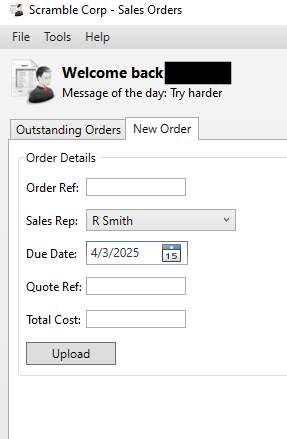 Scramble Corp - Sales Orders
File Tools Help
Welcome back
Message of the day: Try harder
Outstanding Orders New Order
Order Details
Order Ref:
Sales Rep: R Smith
Due Date: 4/3/2025 15
Quote Ref:
Total Cost:
Upload